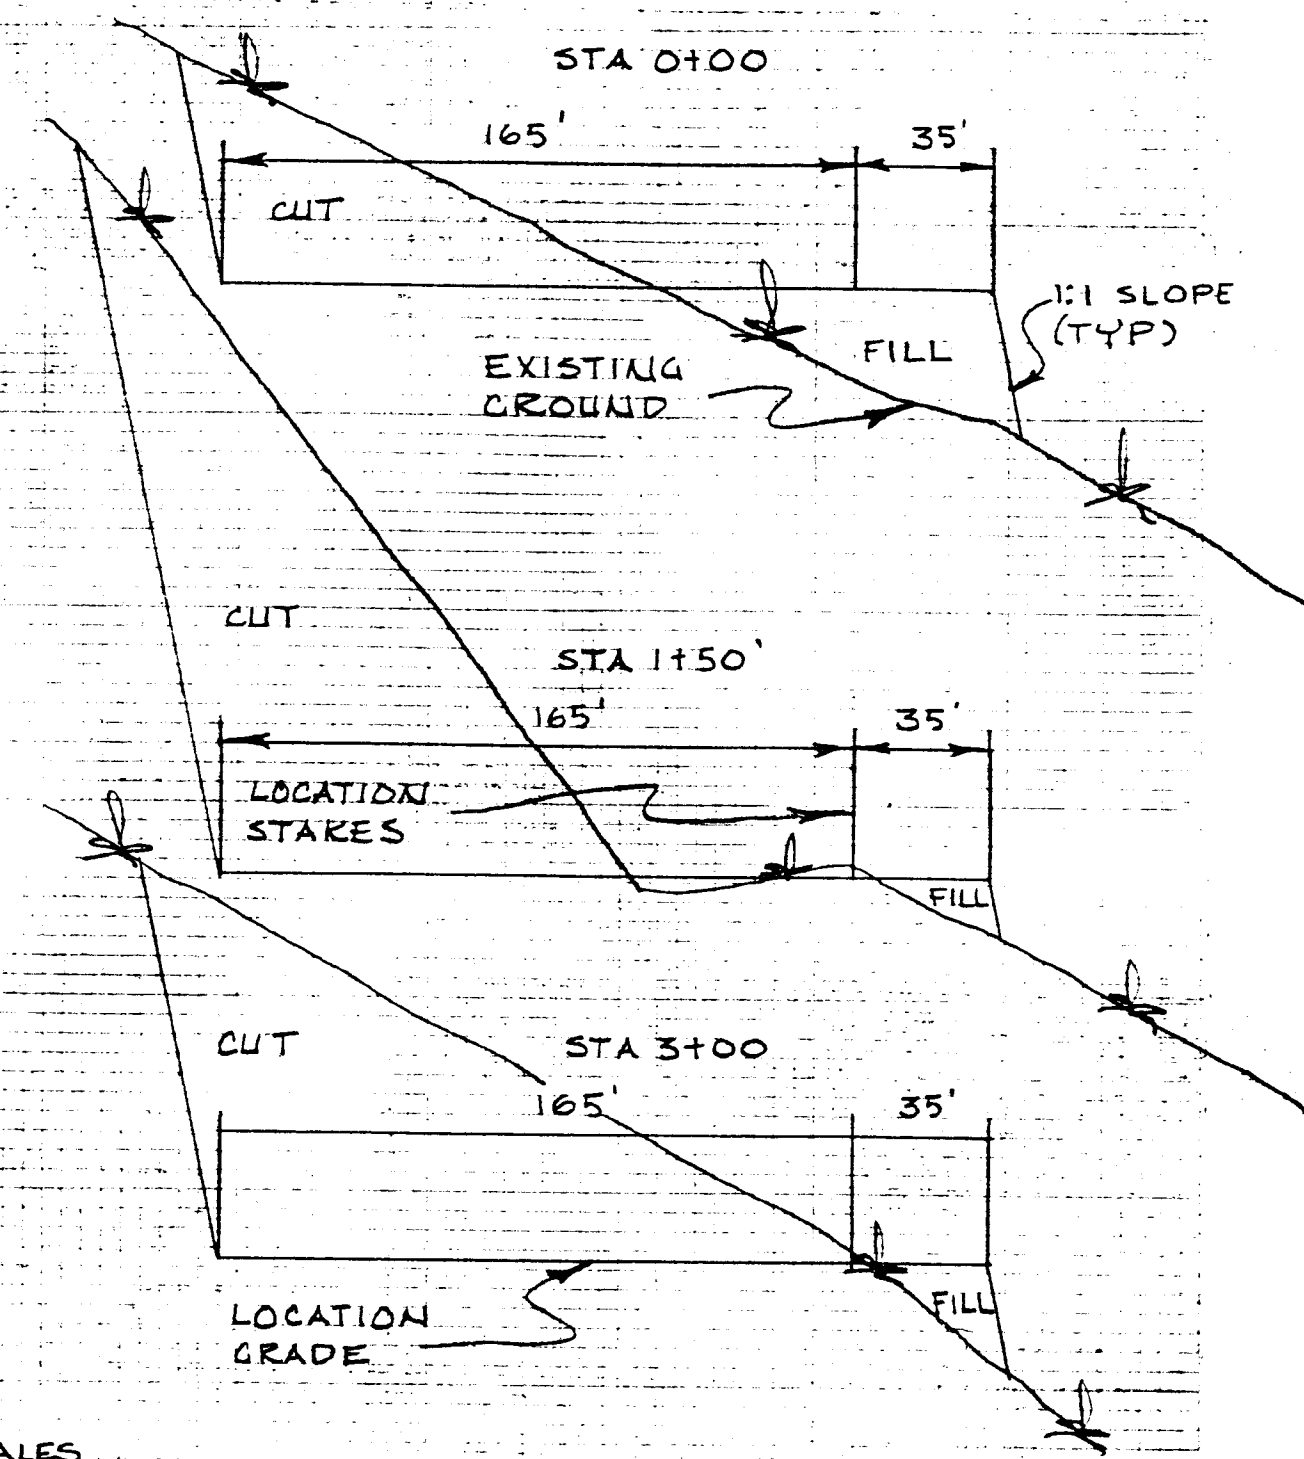 STA 0+00
165' 35'
CUT
1:1 SLOPE
(TYP)
FILL
EXISTING
GROUND
CUT
STA 1+50'
165' 35'
LOCATION
STAKES
FILL
CUT
STA 3+00
165' 35'
FILL
LOCATION
GRADE